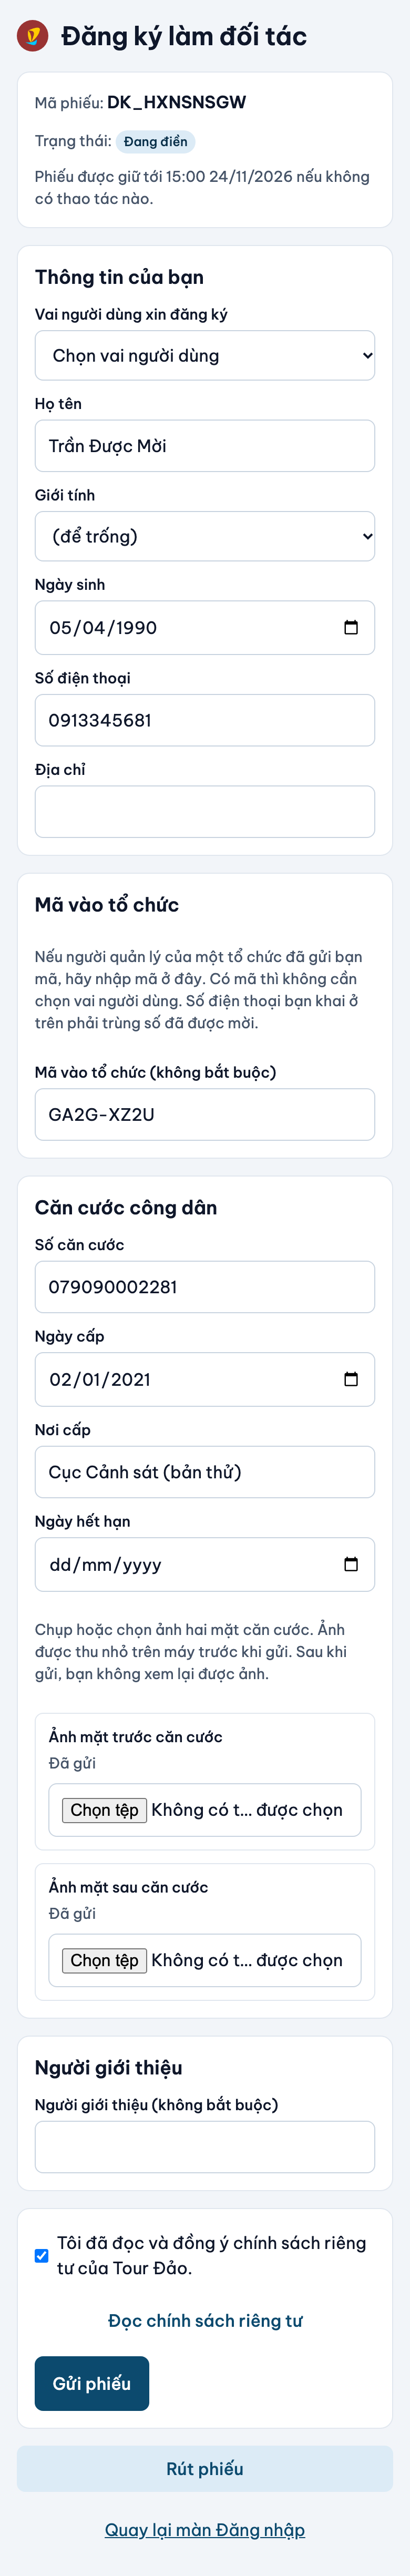 Đăng ký làm đối tác
Mã phiếu: DK_HXNSNSGW
Trạng thái: Đang điền
Phiếu được giữ tới 15:00 24/11/2026 nếu không
có thao tác nào.
Thông tin của bạn
Vai người dùng xin đăng ký
Chọn vai người dùng
Họ tên
Trần Được Mời
Giới tính
(để trống)
Ngày sinh
05/04/1990
Số điện thoại
0913345681
Địa chỉ
Mã vào tổ chức
Nếu người quản lý của một tổ chức đã gửi bạn
mã, hãy nhập mã ở đây. Có mã thì không cần
chọn vai người dùng. Số điện thoại bạn khai ở
trên phải trùng số đã được mời.
Mã vào tổ chức (không bắt buộc)
GA2G-XZ2U
Căn cước công dân
Số căn cước
079090002281
Ngày cấp
02/01/2021
Nơi cấp
Cục Cảnh sát (bản thử)
Ngày hết hạn
dd/mm/yyyy
Chụp hoặc chọn ảnh hai mặt căn cước. Ảnh
được thu nhỏ trên máy trước khi gửi. Sau khi
gửi, bạn không xem lại được ảnh.
Ảnh mặt trước căn cước
Đã gửi
Chọn tệp Không có t... được chọn
Ảnh mặt sau căn cước
Đã gửi
Chọn tệp Không có t... được chọn
Người giới thiệu
Người giới thiệu (không bắt buộc)
Tôi đã đọc và đồng ý chính sách riêng
tư của Tour Đảo.
Đọc chính sách riêng tư
Gửi phiếu
Rút phiếu
Quay lại màn Đăng nhập